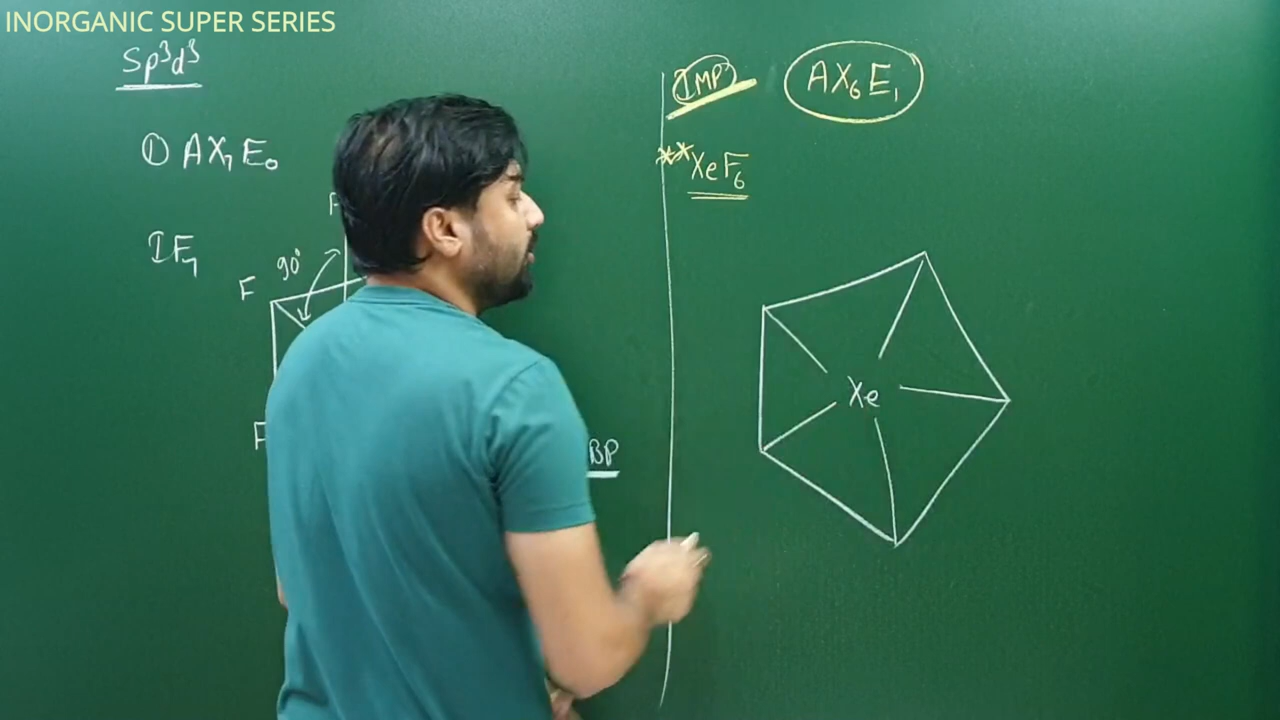 INORGANIC SUPER SERIES
Sp³d³
① AX₇E₀
IF₇
90°
F
F
F
BP
IMP
AX₆E₁
**XeF₆
Xe